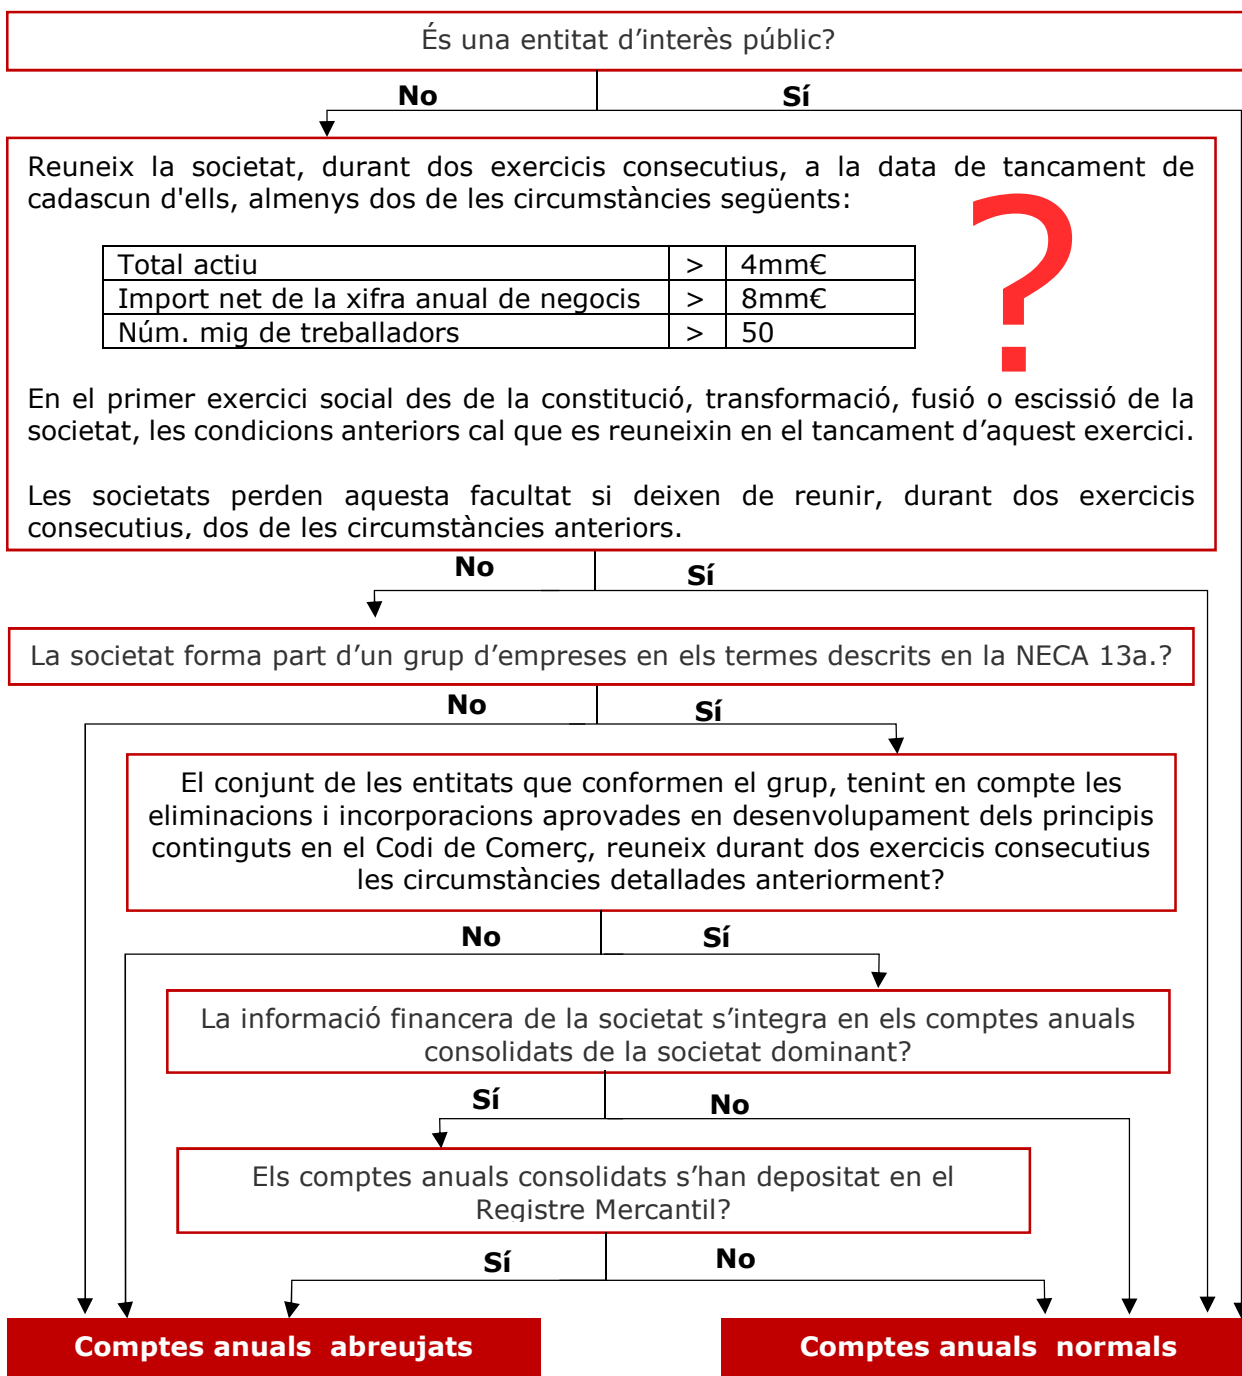 És una entitat d’interès públic?
No
Sí
Reuneix la societat, durant dos exercicis consecutius, a la data de tancament de
cadascun d'ells, almenys dos de les circumstàncies següents:
?
Total actiu > 4mm€
Import net de la xifra anual de negocis > 8mm€
Núm. mig de treballadors > 50
En el primer exercici social des de la constitució, transformació, fusió o escissió de la
societat, les condicions anteriors cal que es reuneixin en el tancament d’aquest exercici.
Les societats perden aquesta facultat si deixen de reunir, durant dos exercicis
consecutius, dos de les circumstàncies anteriors.
No
Sí
La societat forma part d’un grup d’empreses en els termes descrits en la NECA 13a.?
No
Sí
El conjunt de les entitats que conformen el grup, tenint en compte les
eliminacions i incorporacions aprovades en desenvolupament dels principis
continguts en el Codi de Comerç, reuneix durant dos exercicis consecutius
les circumstàncies detallades anteriorment?
No
Sí
La informació financera de la societat s’integra en els comptes anuals
consolidats de la societat dominant?
Sí
No
Els comptes anuals consolidats s’han depositat en el
Registre Mercantil?
Sí
No
Comptes anuals abreujats
Comptes anuals normals